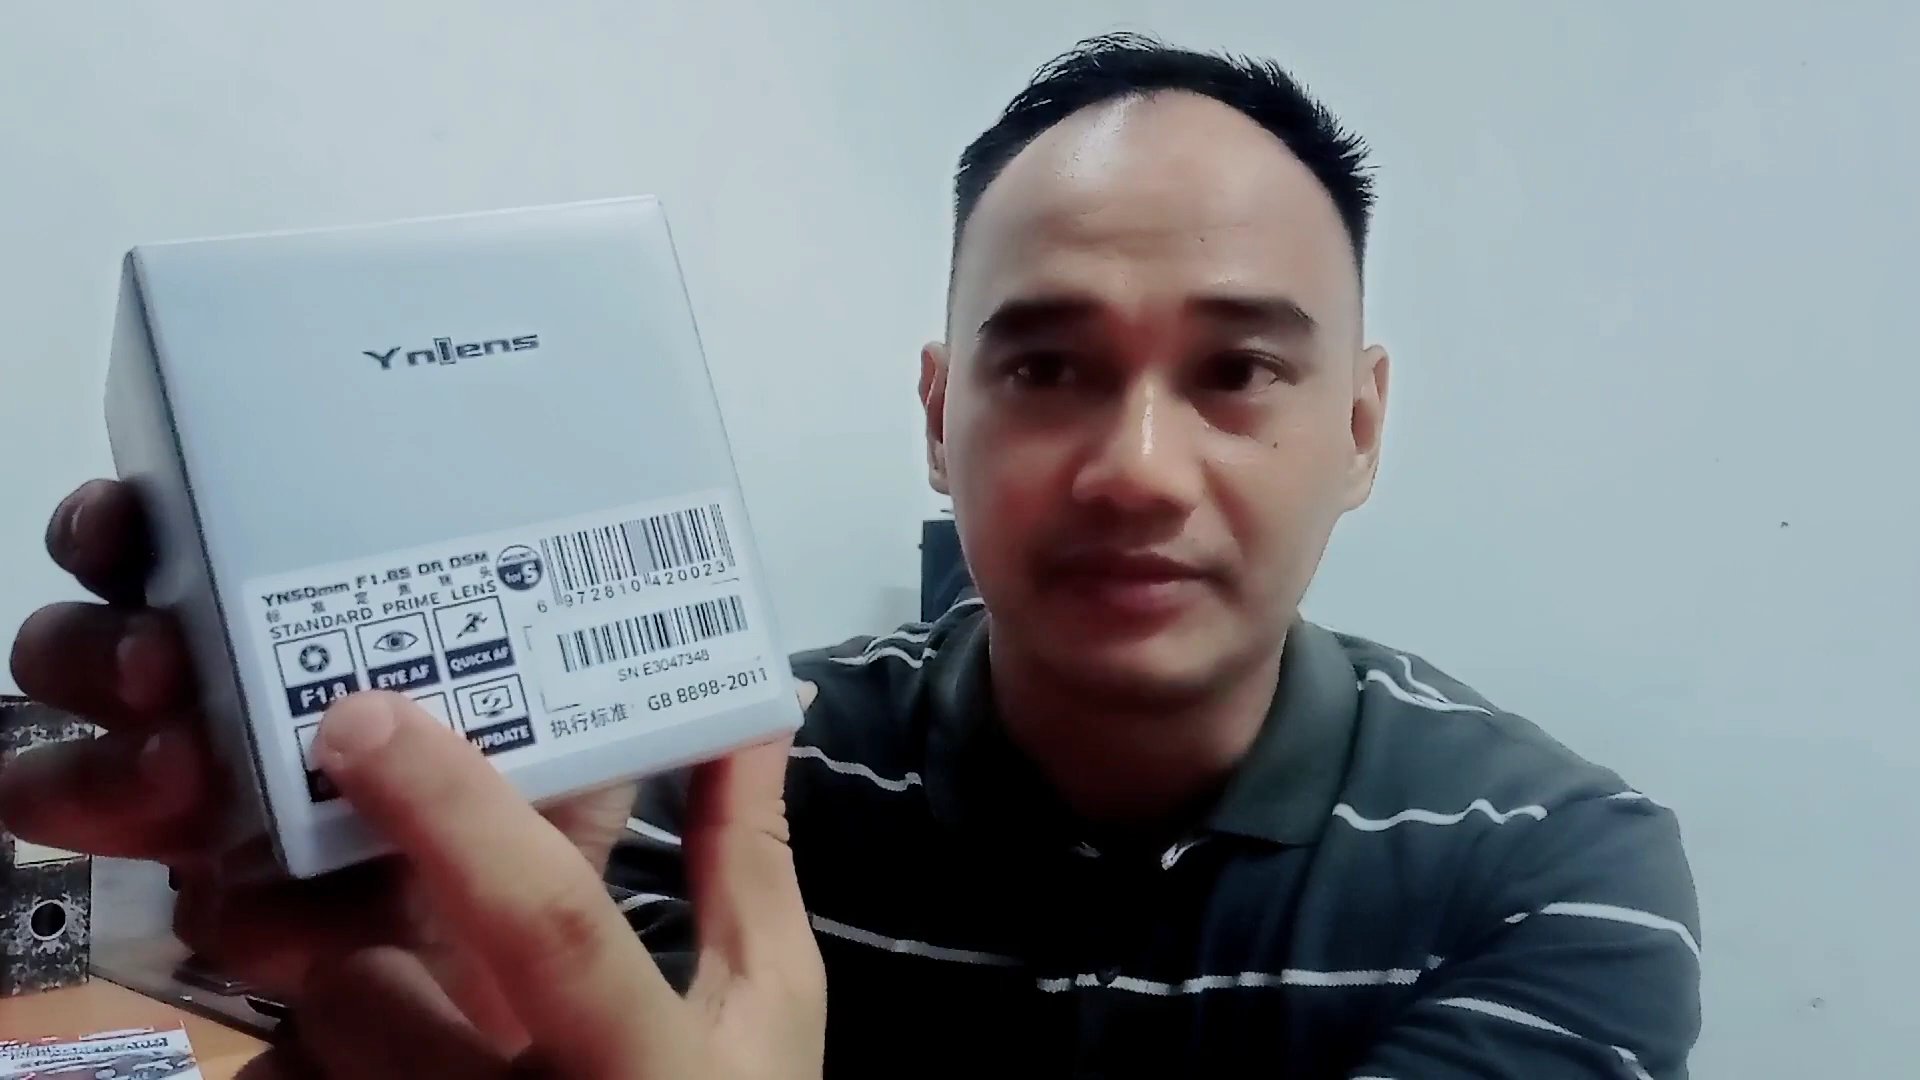 Ynlens
YN50mm F1.8S DA DSM
标 准 定 焦 镜 头
STANDARD PRIME LENS
MOUNT
for S
F1.8
EYE AF
QUICK AF
UPDATE
6 972810 420023
SN E3047348
执行标准: GB 8898-2011